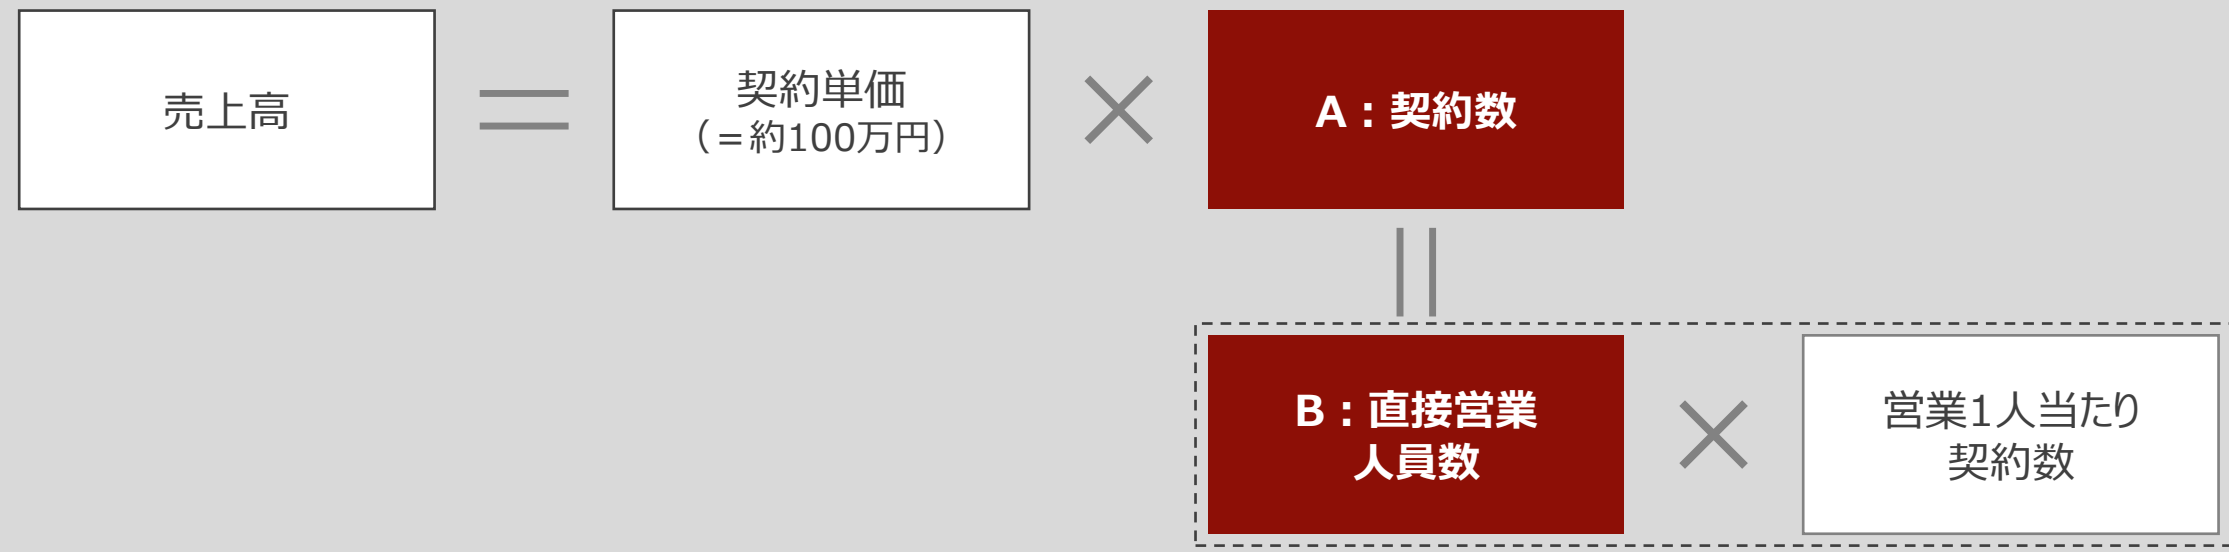 売上高
契約単価
（＝約100万円）
A：契約数
B：直接営業
人員数
営業1人当たり
契約数